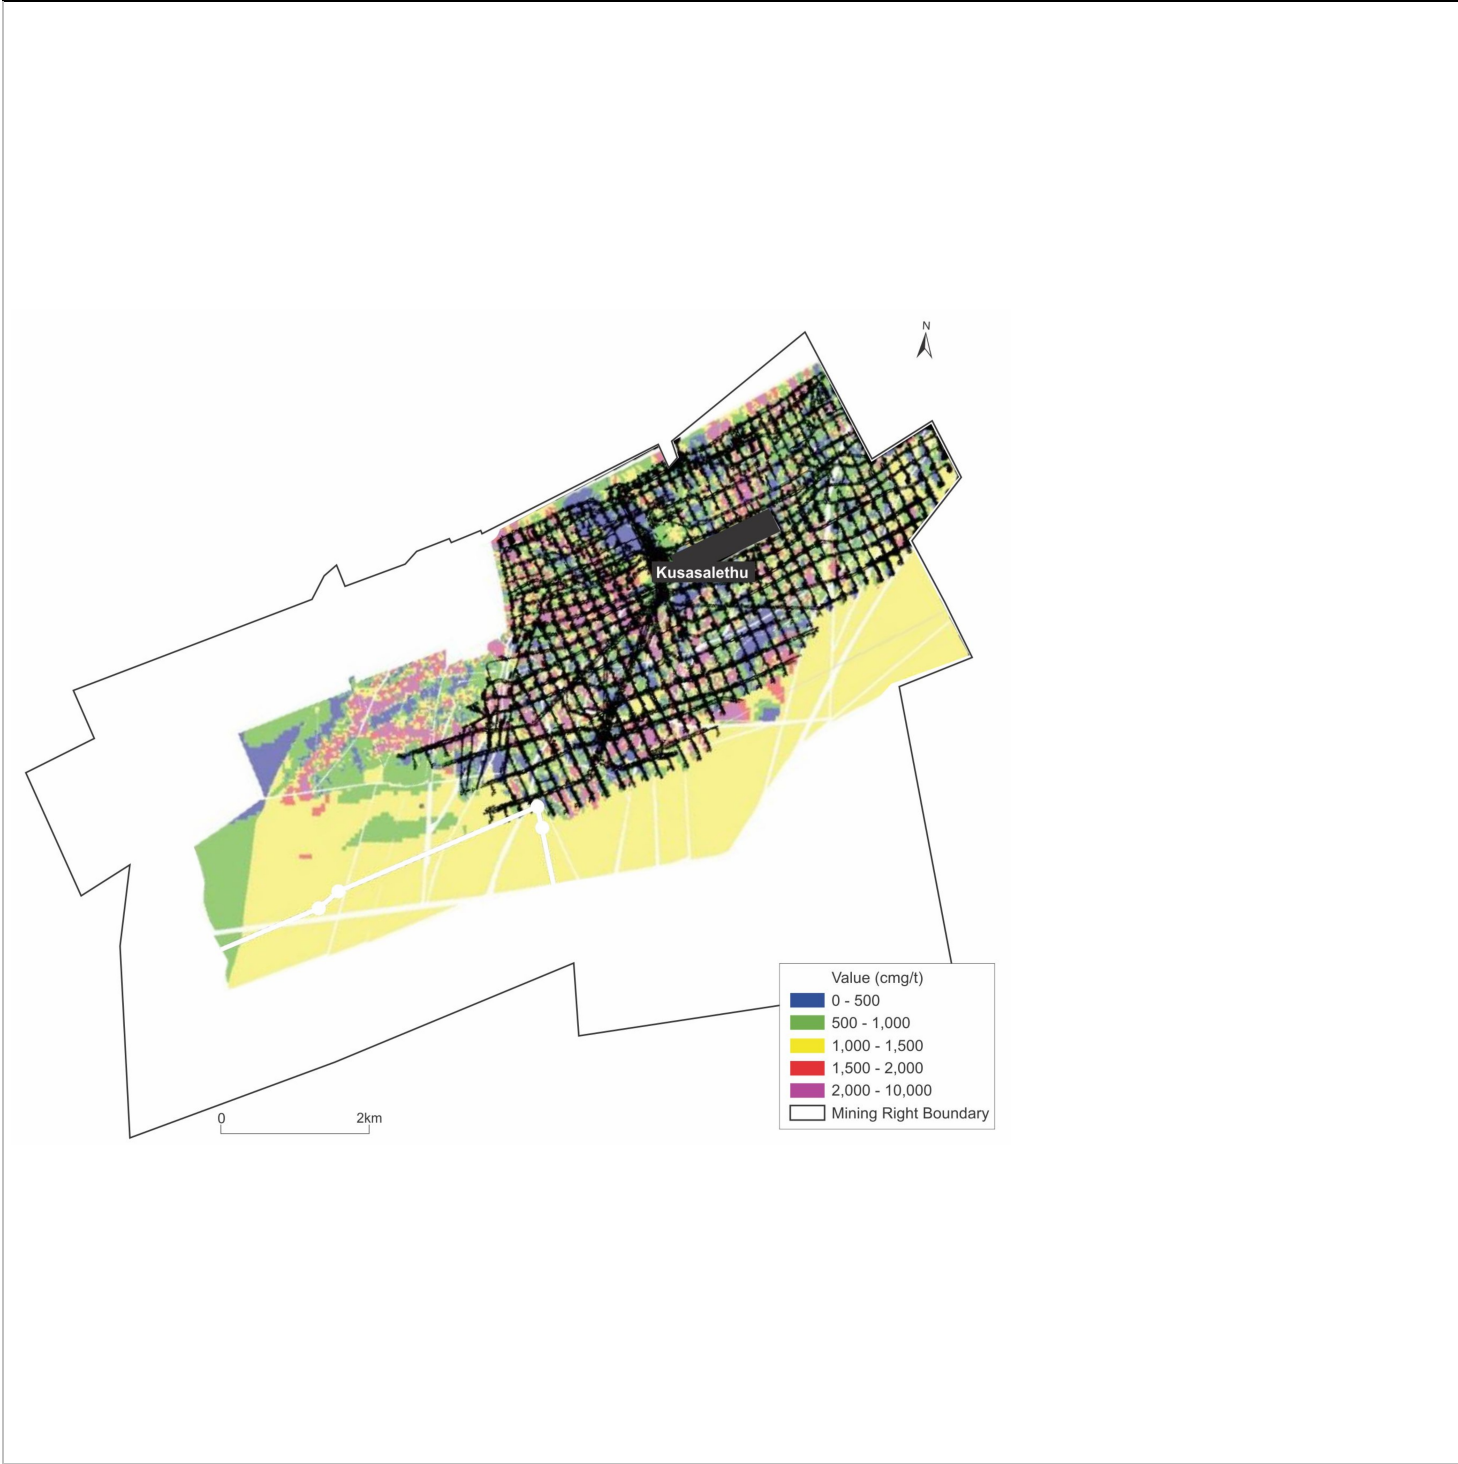 N
Kusasalethu
Value (cmg/t)
0 - 500
500 - 1,000
1,000 - 1,500
1,500 - 2,000
2,000 - 10,000
Mining Right Boundary
0 2km